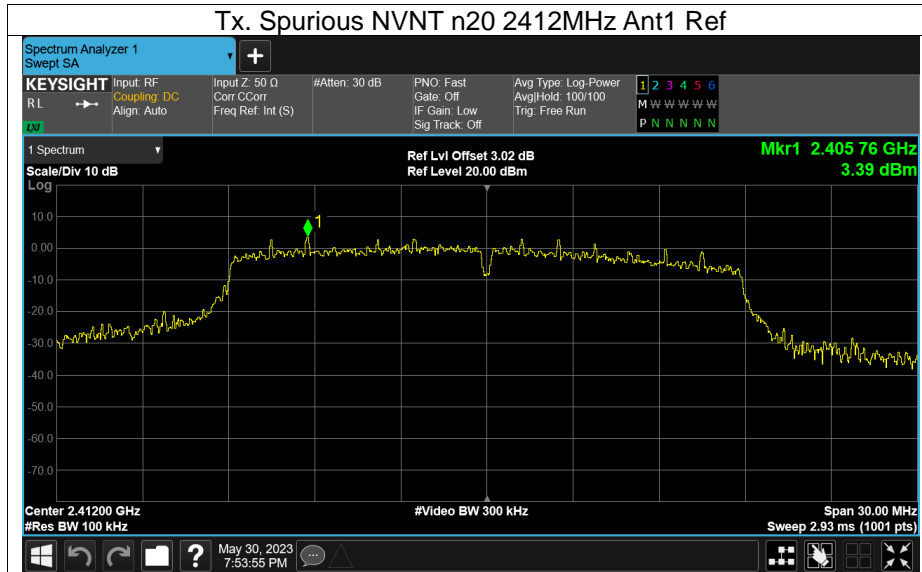 Tx. Spurious NVNT n20 2412MHz Ant1 Ref
Spectrum Analyzer 1
Swept SA
KEYSIGHT
R L
LXI
Input: RF
Coupling: DC
Align: Auto
Input Z: 50 Ω
Corr CCorr
Freq Ref: Int (S)
#Atten: 30 dB
PNO: Fast
Gate: Off
IF Gain: Low
Sig Track: Off
Avg Type: Log-Power
Avg|Hold: 100/100
Trig: Free Run
1 2 3 4 5 6
M W W W W W
P N N N N N
1 Spectrum
Scale/Div 10 dB
Log
Ref Lvl Offset 3.02 dB
Ref Level 20.00 dBm
Mkr1 2.405 76 GHz
3.39 dBm
1
10.0
0.00
-10.0
-20.0
-30.0
-40.0
-50.0
-60.0
-70.0
Center 2.41200 GHz
#Res BW 100 kHz
#Video BW 300 kHz
Span 30.00 MHz
Sweep 2.93 ms (1001 pts)
?
May 30, 2023
7:53:55 PM